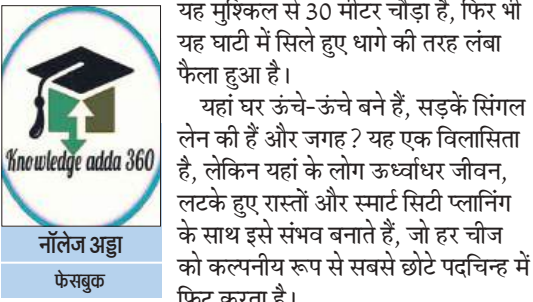 Knowledge adda 360
नॉलेज अड्डा
फेसबुक
यह मुश्किल से 30 मीटर चौड़ा है, फिर भी
यह घाटी में सिले हुए धागे की तरह लंबा
फैला हुआ है।
यहां घर ऊंचे-ऊंचे बने हैं, सड़कें सिंगल
लेन की हैं और जगह? यह एक विलासिता
है, लेकिन यहां के लोग ऊर्ध्वाधर जीवन,
लटके हुए रास्तों और स्मार्ट सिटी प्लानिंग
के साथ इसे संभव बनाते हैं, जो हर चीज
को कल्पनीय रूप से सबसे छोटे पदचिन्ह में
फिट करता है।